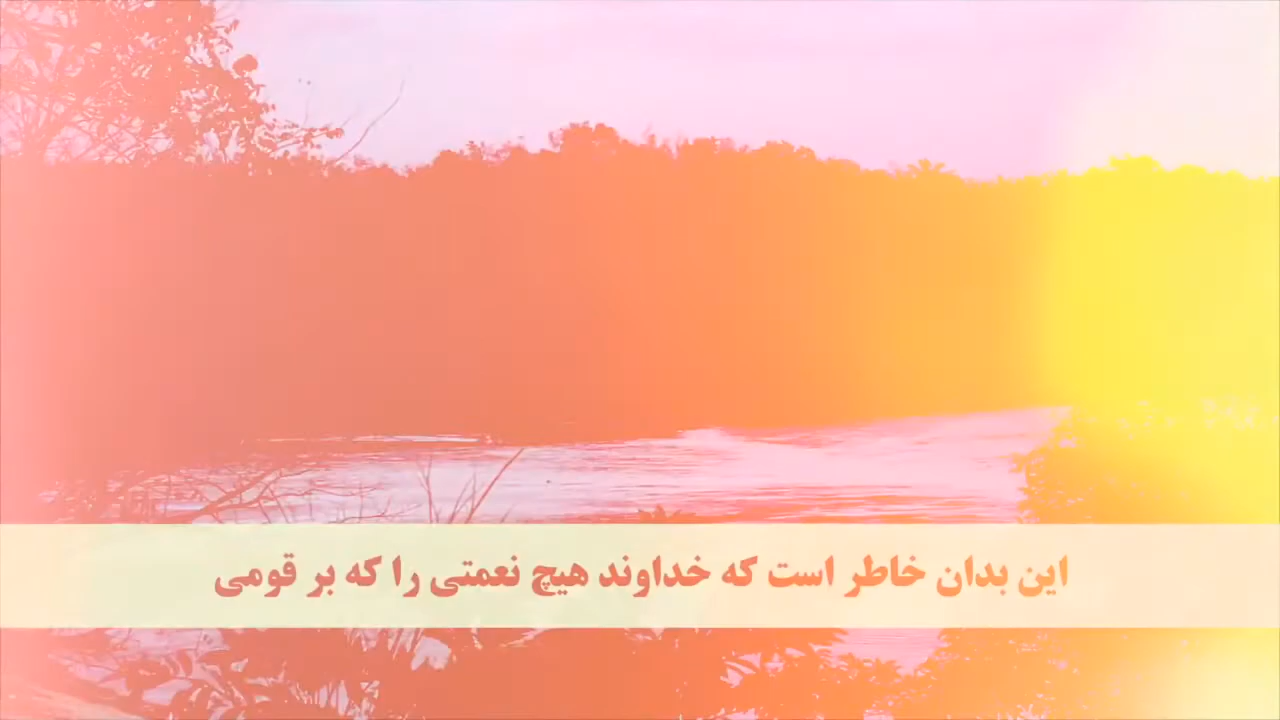 این بدان خاطر است که خداوند هیچ نعمتی را که بر قومی